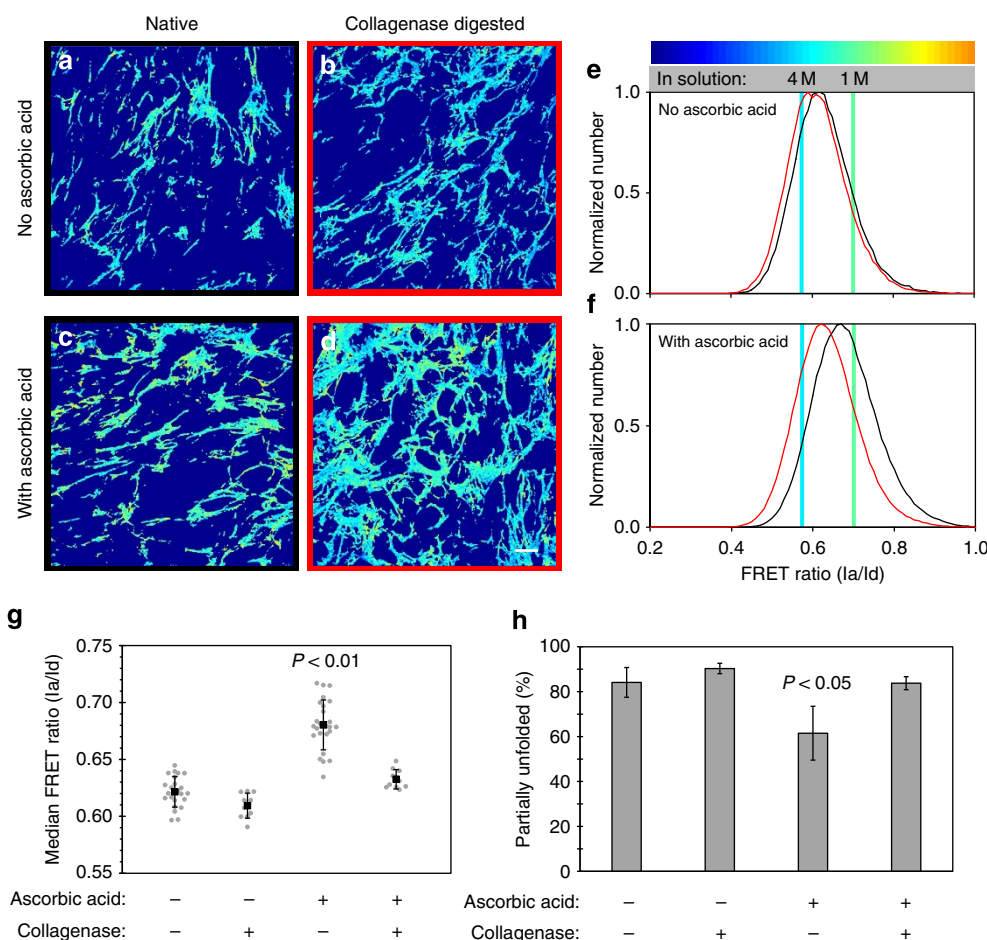 Native
Collagenase digested
No ascorbic acid
With ascorbic acid
a
b
c
d
e
In solution: 4 M 1 M
No ascorbic acid
Normalized number
1.0
0.5
0.0
f
With ascorbic acid
Normalized number
1.0
0.5
0.0
0.2 0.4 0.6 0.8 1.0
FRET ratio (Ia/Id)
g
Median FRET ratio (Ia/Id)
0.75
0.70
0.65
0.60
0.55
P < 0.01
Ascorbic acid: – – + +
Collagenase: – + – +
h
Partially unfolded (%)
100
80
60
40
20
0
P < 0.05
Ascorbic acid: – – + +
Collagenase: – + – +